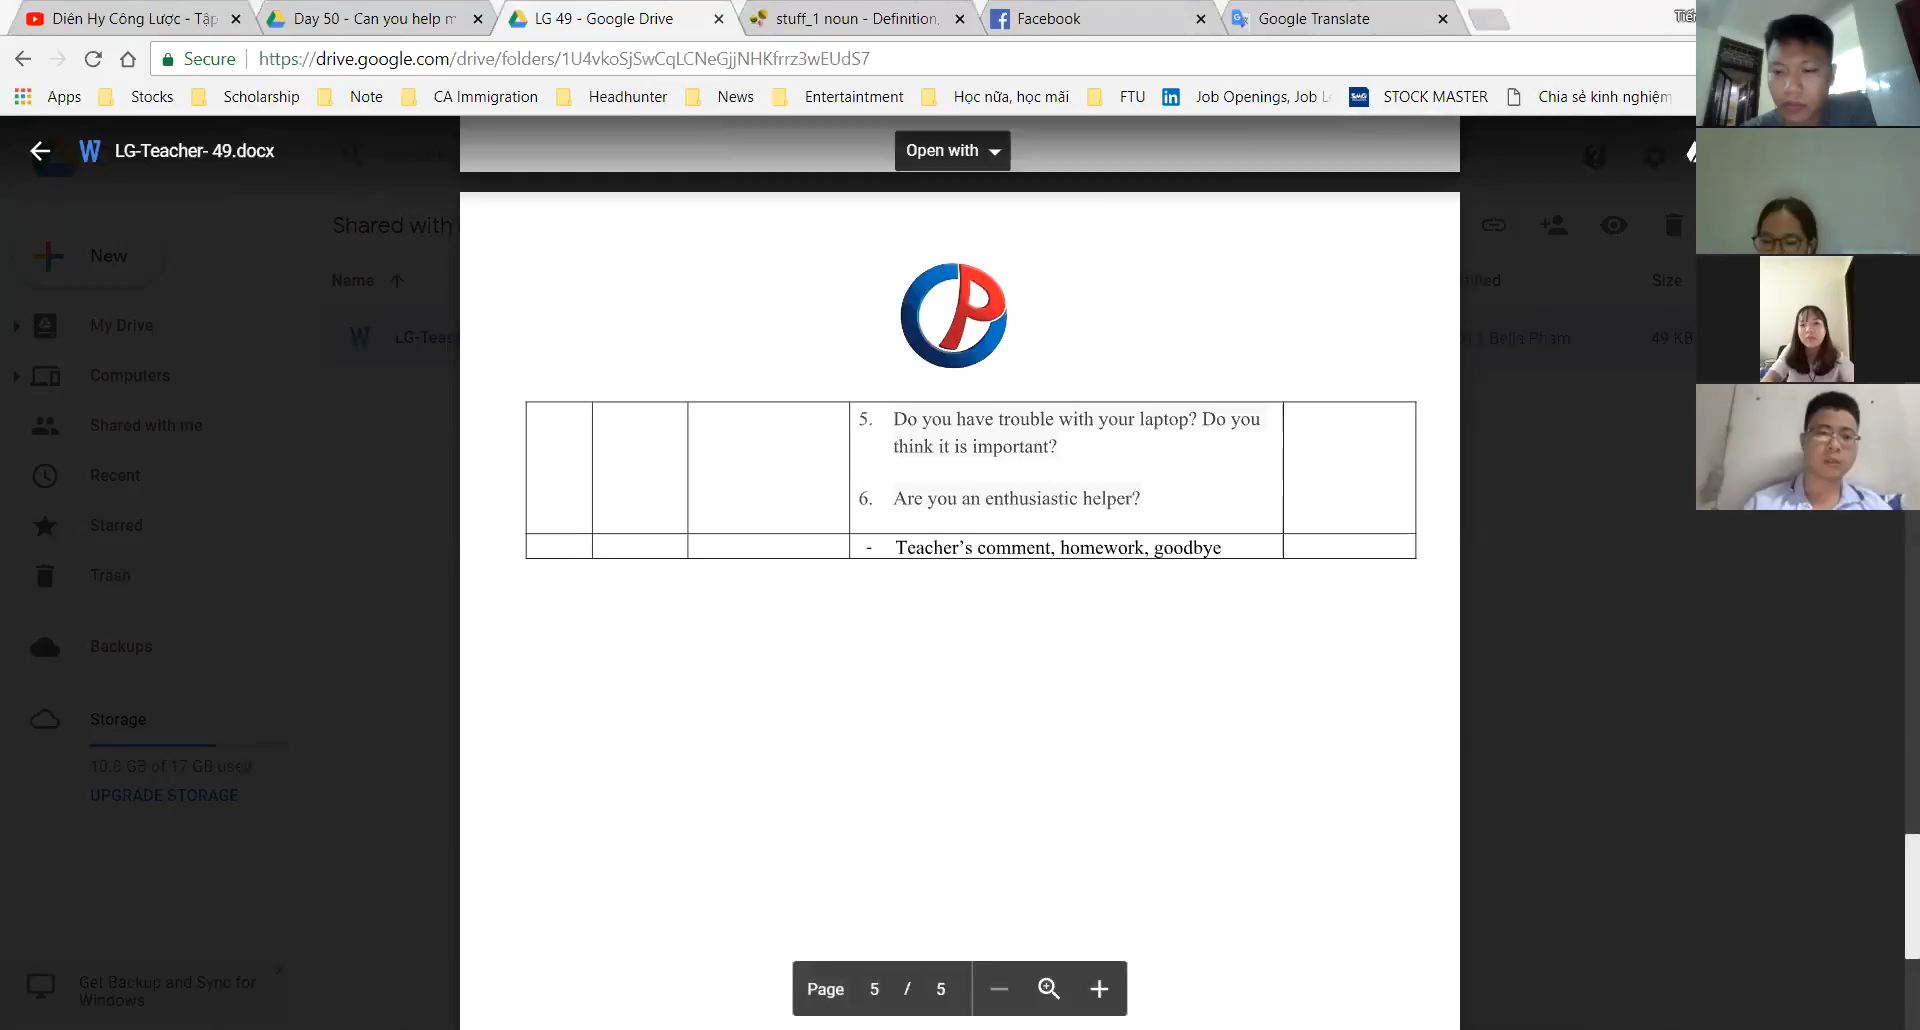 Diên Hy Công Lược - Tập
Day 50 - Can you help m
LG 49 - Google Drive
stuff_1 noun - Definition,
Facebook
Google Translate
Secure
https://drive.google.com/drive/folders/1U4vkoSjSwCqLCNeGjjNHKfrrz3wEUdS7
Apps
Stocks
Scholarship
Note
CA Immigration
Headhunter
News
Entertaintment
Học nữa, học mãi
FTU
Job Openings, Job L
STOCK MASTER
Chia sẻ kinh nghiệm
LG-Teacher- 49.docx
Open with
Shared with
New
Name
Size
My Drive
LG-Teac
Bella Pham
49 KB
Computers
Shared with me
Recent
Starred
Trash
Backups
Storage
10.8 GB of 17 GB used
UPGRADE STORAGE
Get Backup and Sync for
Windows
5. Do you have trouble with your laptop? Do you
think it is important?
6. Are you an enthusiastic helper?
- Teacher's comment, homework, goodbye
Page 5 / 5